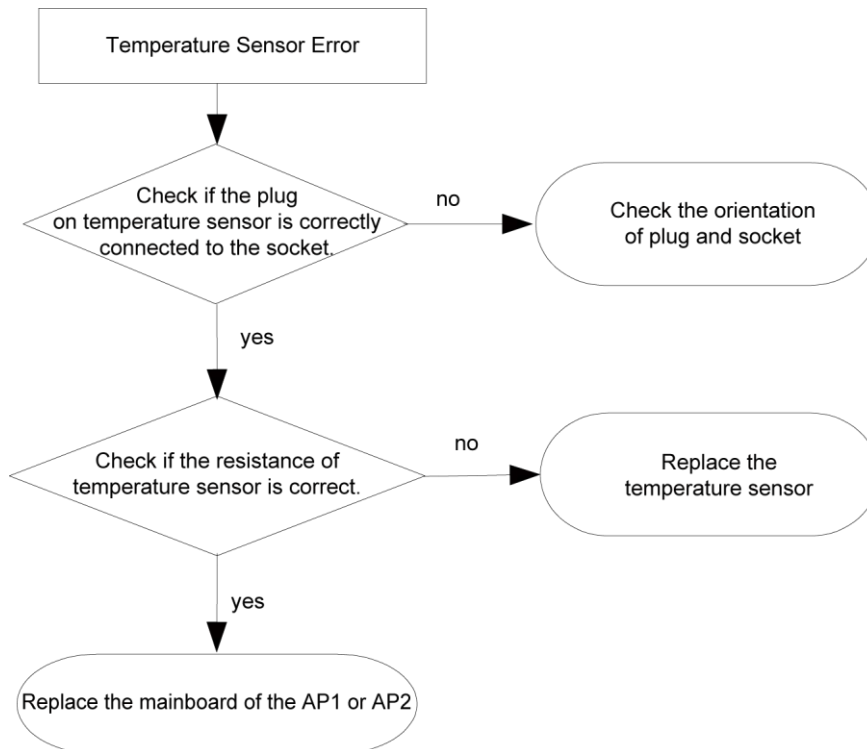 Temperature Sensor Error
Check if the plug
on temperature sensor is correctly
connected to the socket.
no
Check the orientation
of plug and socket
yes
Check if the resistance of
temperature sensor is correct.
no
Replace the
temperature sensor
yes
Replace the mainboard of the AP1 or AP2